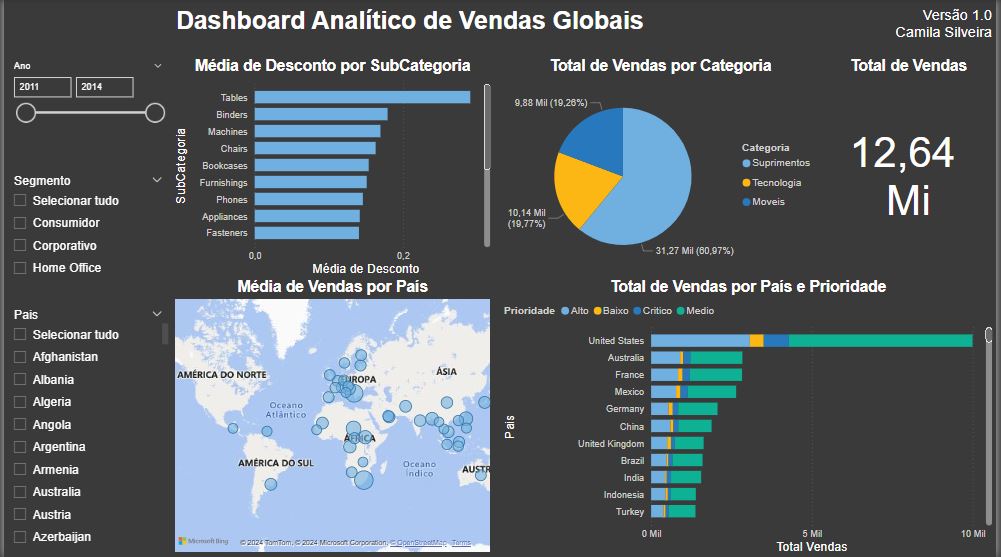 Dashboard Analítico de Vendas Globais
Versão 1.0
Camila Silveira
Ano
2011
2014
Segmento
Selecionar tudo
Consumidor
Corporativo
Home Office
Pais
Selecionar tudo
Afghanistan
Albania
Algeria
Angola
Argentina
Armenia
Australia
Austria
Azerbaijan
Média de Desconto por SubCategoria
SubCategoria
Tables
Binders
Machines
Chairs
Bookcases
Furnishings
Phones
Appliances
Fasteners
0,0
0,2
Média de Desconto
Total de Vendas por Categoria
9,88 Mil (19,26%)
10,14 Mil
(19,77%)
31,27 Mil (60,97%)
Categoria
Suprimentos
Tecnologia
Moveis
Total de Vendas
12,64
Mi
Média de Vendas por País
AMÉRICA DO NORTE
EUROPA
ÁSIA
Oceano
Atlântico
ÁFRICA
AMÉRICA DO SUL
Oceano
Índico
AUSTR
Microsoft Bing
© 2024 TomTom, © 2024 Microsoft Corporation, © OpenStreetMap Terms
Total de Vendas por País e Prioridade
Prioridade
Alto
Baixo
Critico
Medio
Pais
United States
Australia
France
Mexico
Germany
China
United Kingdom
Brazil
India
Indonesia
Turkey
0 Mil
5 Mil
10 Mil
Total Vendas